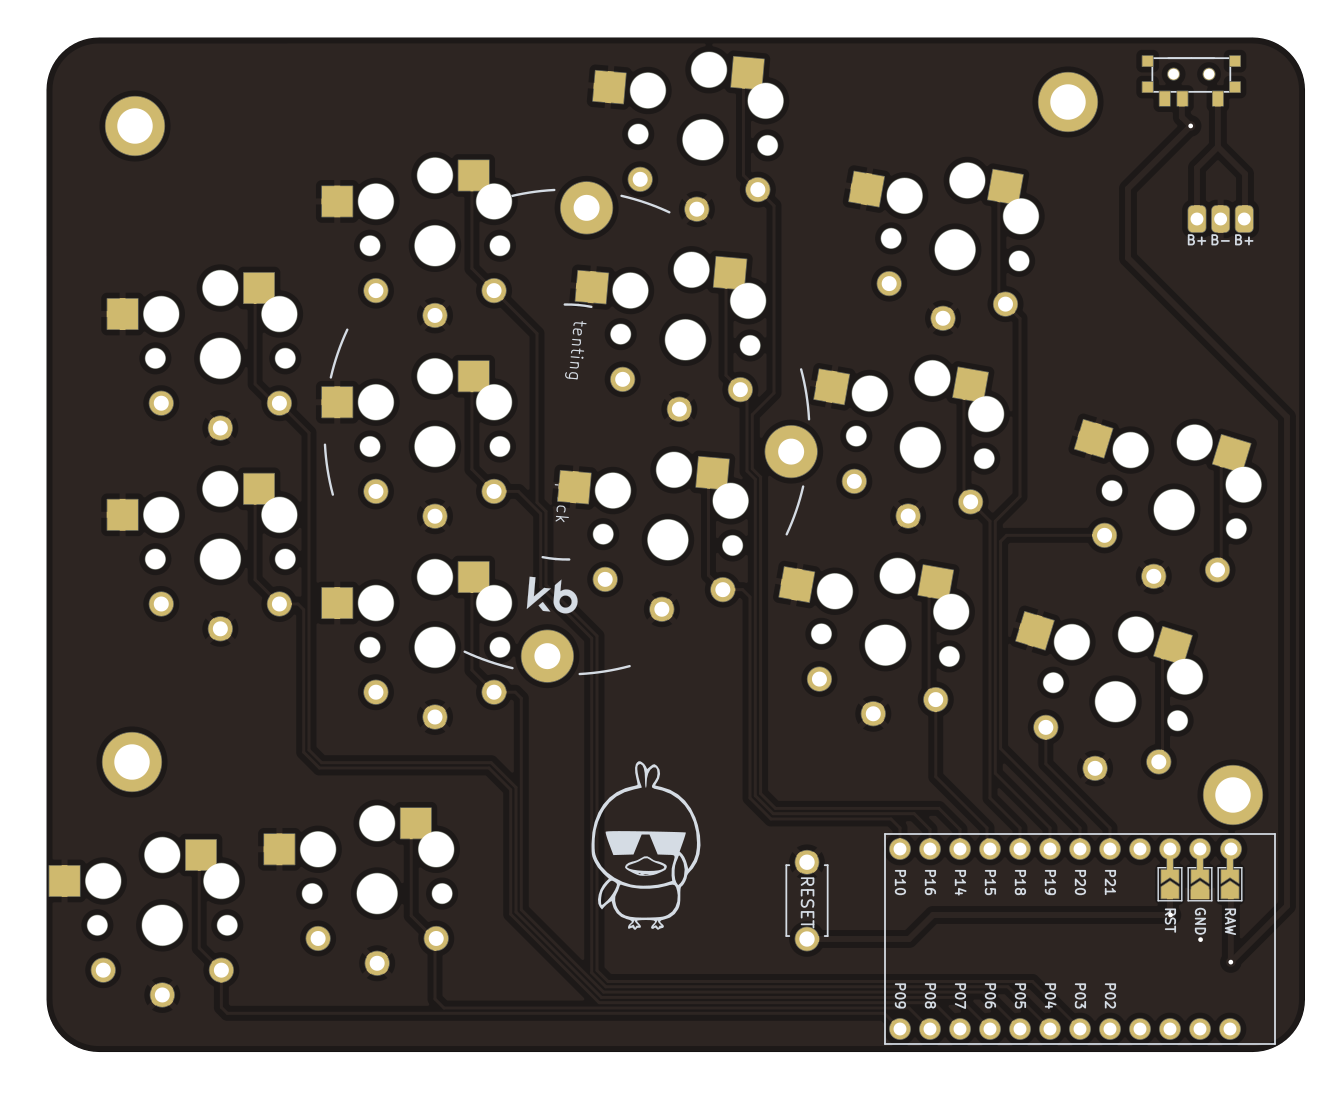 B+ B- B+
tenting
ck
kb
P10 P16 P14 P15 P18 P19 P20 P21
RESET
RST GND RAW
P09 P08 P07 P06 P05 P04 P03 P02